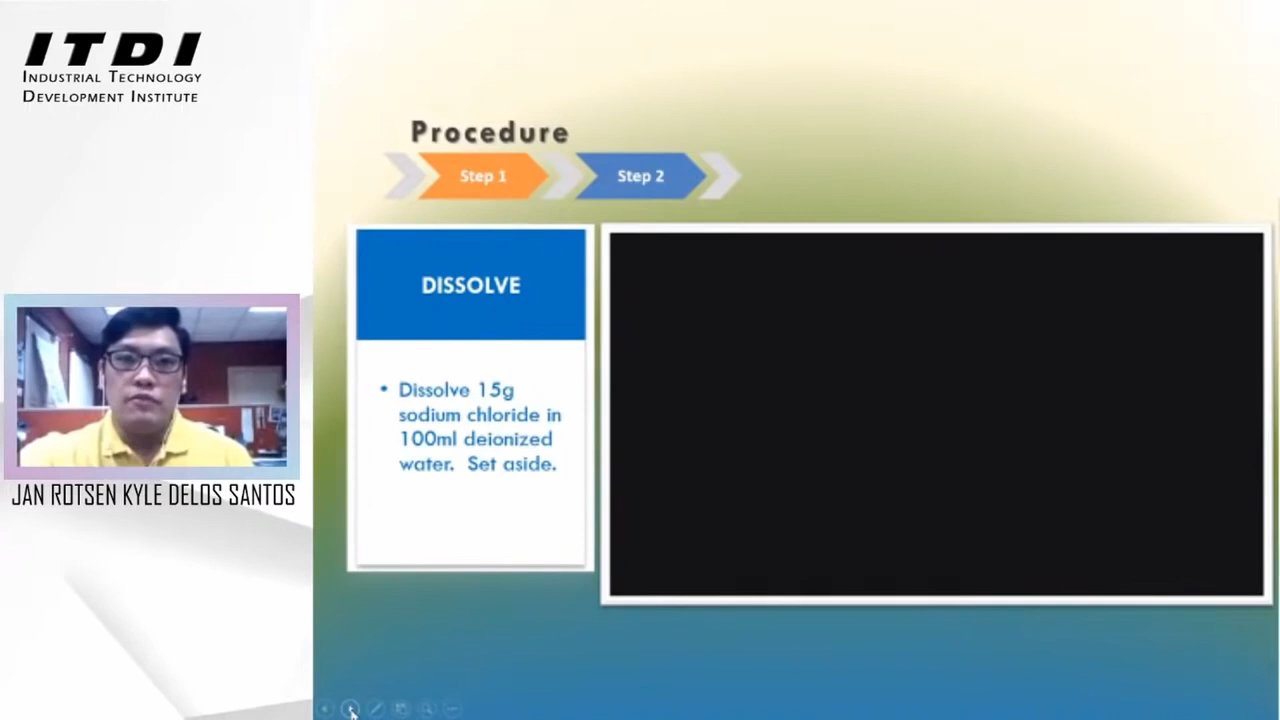 ITDI
INDUSTRIAL TECHNOLOGY
DEVELOPMENT INSTITUTE
Procedure
Step 1
Step 2
DISSOLVE
• Dissolve 15g
sodium chloride in
100ml deionized
water. Set aside.
JAN ROTSEN KYLE DELOS SANTOS